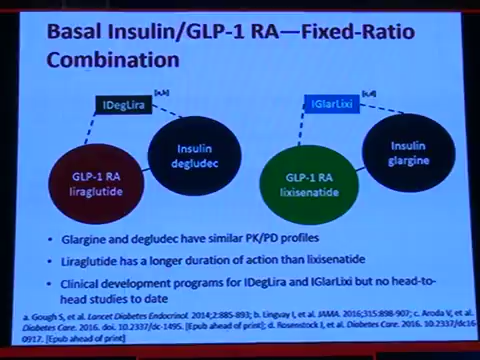 Basal Insulin/GLP-1 RA—Fixed-Ratio
Combination
IDegLira
[a,b]
GLP-1 RA
liraglutide
Insulin
degludec
IGlarLixi
[c,d]
GLP-1 RA
lixisenatide
Insulin
glargine
• Glargine and degludec have similar PK/PD profiles
• Liraglutide has a longer duration of action than lixisenatide
• Clinical development programs for IDegLira and IGlarLixi but no head-to-
head studies to date
a. Gough S, et al. Lancet Diabetes Endocrinol. 2014;2:885-893; b. Linguay I, et al. JAMA. 2016;315:898-907; c. Aroda V, et al.
Diabetes Care. 2016. doi. 10.2337/dc-1495. [Epub ahead of print]; d. Rosenstock J, et al. Diabetes Care. 2016. 10.2337/dc16-
0917. [Epub ahead of print]